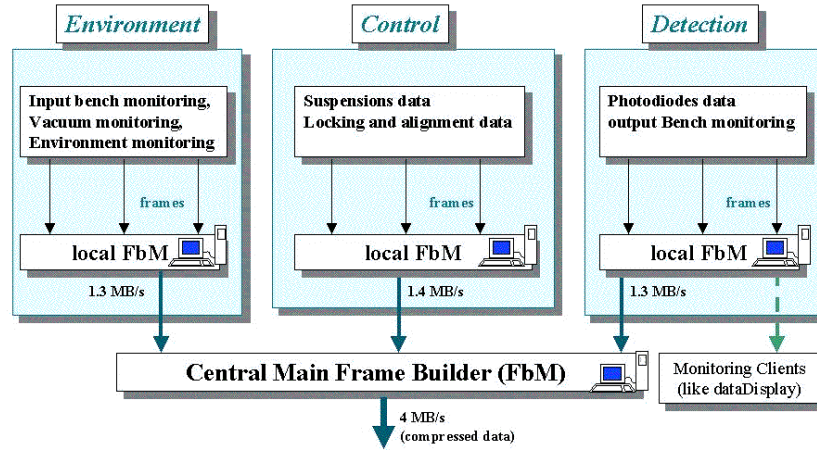 Environment
Control
Detection
Input bench monitoring,
Vacuum monitoring,
Environment monitoring
Suspensions data
Locking and alignment data
Photodiodes data
output Bench monitoring
frames
frames
frames
local FbM
local FbM
local FbM
1.3 MB/s
1.4 MB/s
1.3 MB/s
Central Main Frame Builder (FbM)
Monitoring Clients
(like dataDisplay)
4 MB/s
(compressed data)